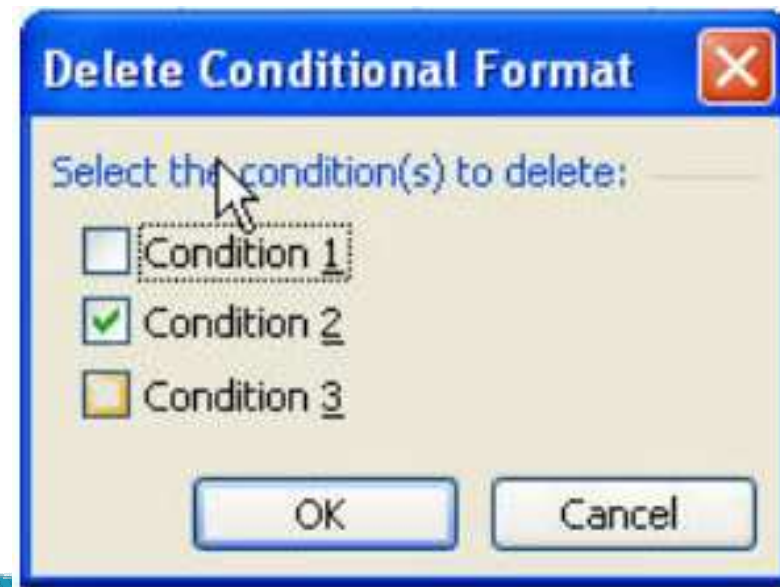 Delete Conditional Format
Select the condition(s) to delete:
Condition 1
Condition 2
Condition 3
OK
Cancel